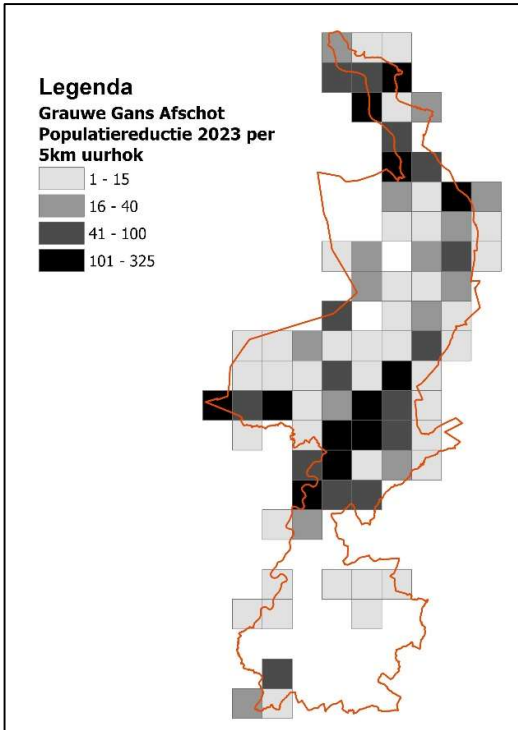 Legenda
Grauwe Gans Afschot
Populatiereductie 2023 per
5km uurhok
1 - 15
16 - 40
41 - 100
101 - 325